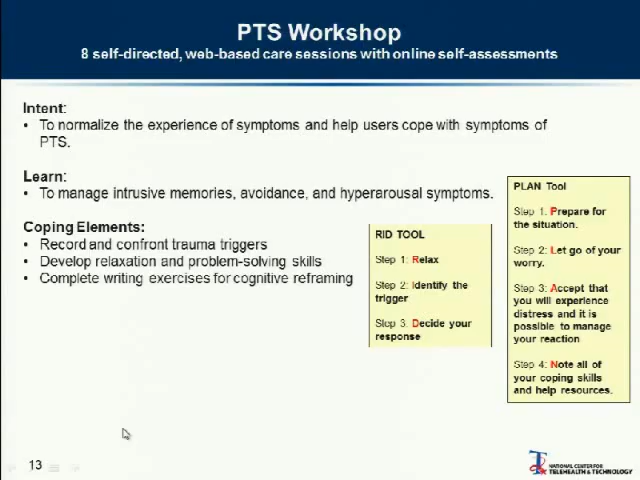 PTS Workshop
8 self-directed, web-based care sessions with online self-assessments
Intent:
• To normalize the experience of symptoms and help users cope with symptoms of
PTS.
Learn:
• To manage intrusive memories, avoidance, and hyperarousal symptoms.
Coping Elements:
• Record and confront trauma triggers
• Develop relaxation and problem-solving skills
• Complete writing exercises for cognitive reframing
RID TOOL
Step 1: Relax
Step 2: Identify the
trigger
Step 3: Decide your
response
PLAN Tool
Step 1: Prepare for
the situation.
Step 2: Let go of your
worry.
Step 3: Accept that
you will experience
distress and it is
possible to manage
your reaction
Step 4: Note all of
your coping skills
and help resources.
13
NATIONAL CENTER FOR
TELEHEALTH & TECHNOLOGY